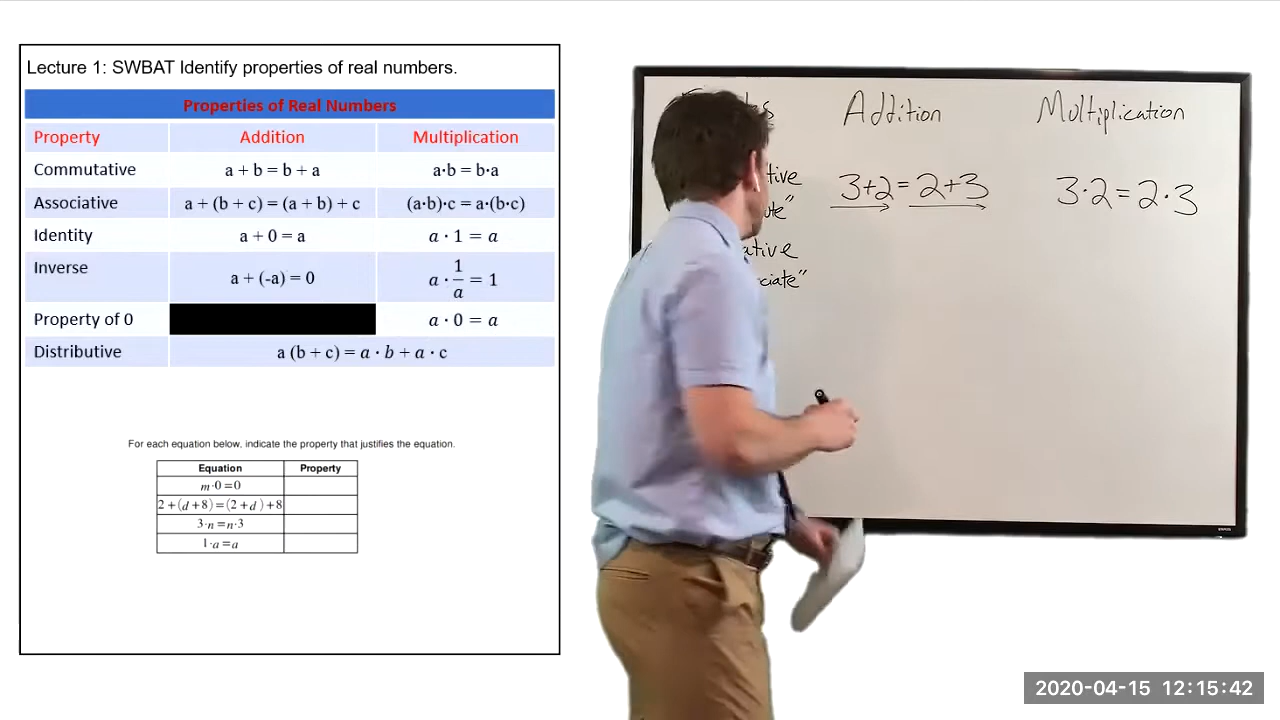 Lecture 1: SWBAT Identify properties of real numbers.
Properties of Real Numbers
Property Addition Multiplication
Commutative a + b = b + a a·b = b·a
Associative a + (b + c) = (a + b) + c (a·b)·c = a·(b·c)
Identity a + 0 = a a · 1 = a
Inverse a + (-a) = 0 a · 1/a = 1
Property of 0 a · 0 = a
Distributive a (b + c) = a · b + a · c
For each equation below, indicate the property that justifies the equation.
Equation Property
m·0=0
2+(d+8)=(2+d)+8
3·n=n·3
1·a=a
Addition Multiplication
3+2=2+3 3·2=2·3
2020-04-15 12:15:42